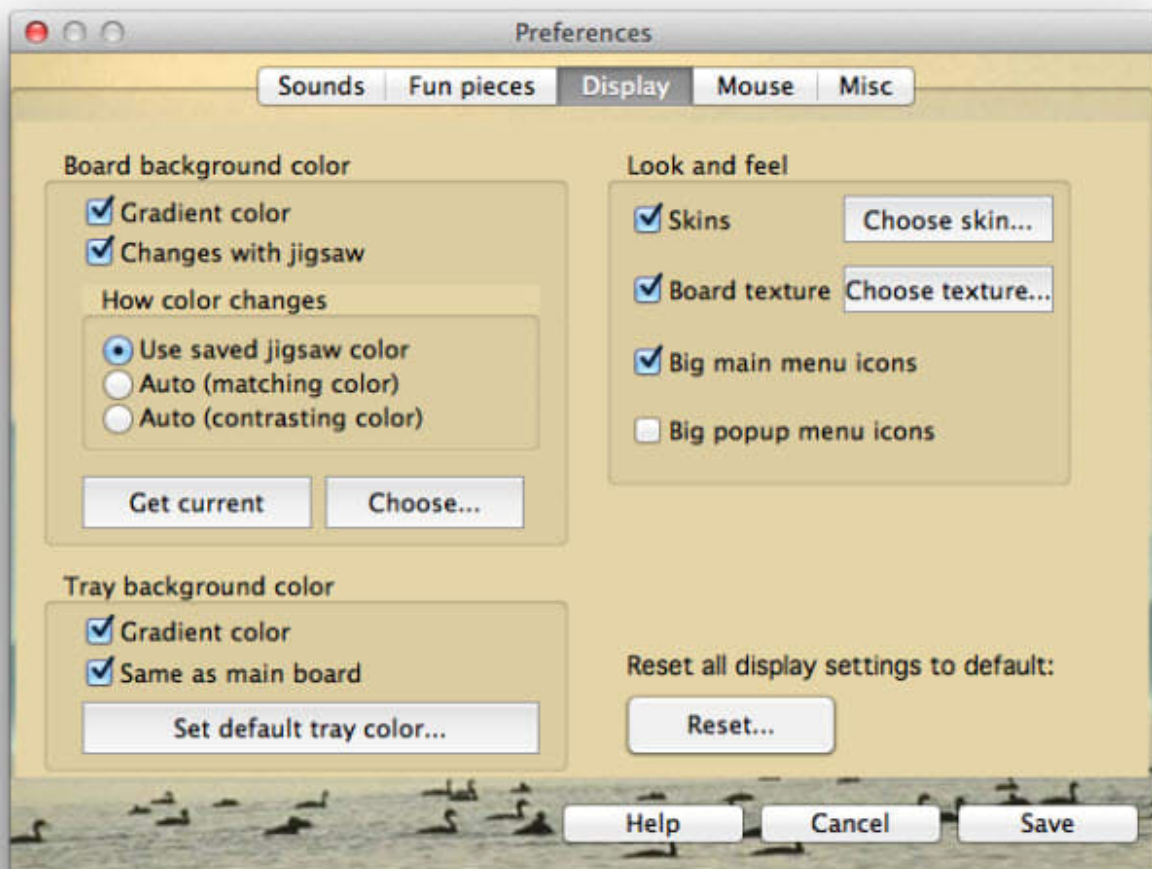 Preferences
Sounds Fun pieces Display Mouse Misc
Board background color
Gradient color
Changes with jigsaw
How color changes
Use saved jigsaw color
Auto (matching color)
Auto (contrasting color)
Get current Choose...
Tray background color
Gradient color
Same as main board
Set default tray color...
Look and feel
Skins Choose skin...
Board texture Choose texture...
Big main menu icons
Big popup menu icons
Reset all display settings to default:
Reset...
Help Cancel Save